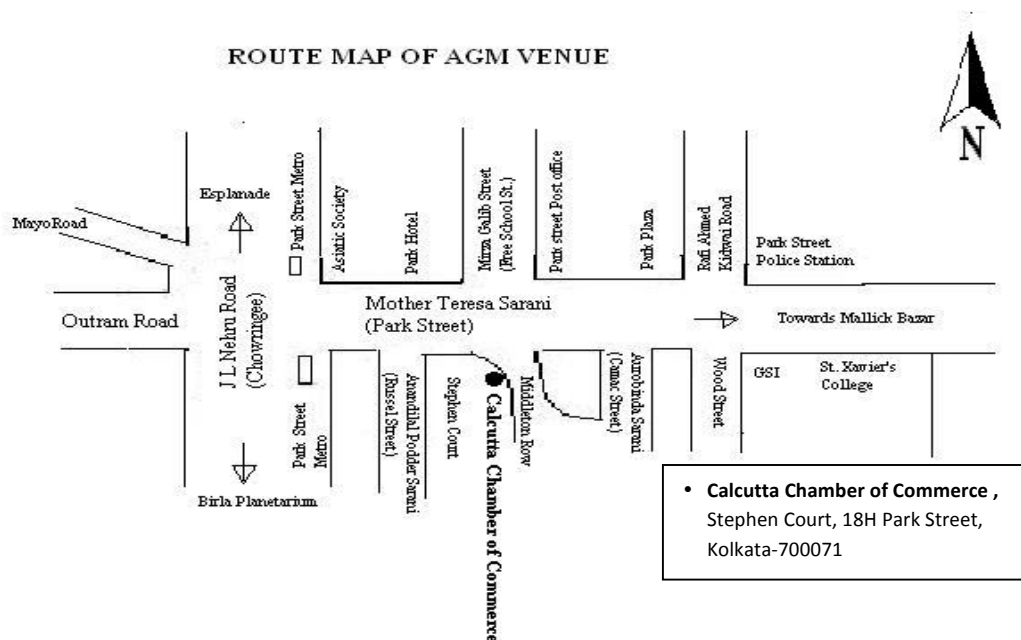 ROUTE MAP OF AGM VENUE
N
Esplanade
Mayo Road
Park Street Metro
Asiatic Society
Park Hotel
Mirza Galib Street
(Free School St.)
Park street Post office
Park Plaza
Rafi Ahmed
Kidwai Road
Park Street
Police Station
Outram Road
J L Nehru Road
(Chowringee)
Mother Teresa Sarani
(Park Street)
Towards Mallick Bazar
Park Street
Metro
Anandilal Podder Sarani
(Russel Street)
Stephen Court
Calcutta Chamber of Commerce
Middleton Row
Aurobinda Sarani
(Camac Street)
Wood Street
GSI
St. Xavier's
College
Birla Planetarium
• Calcutta Chamber of Commerce ,
Stephen Court, 18H Park Street,
Kolkata-700071